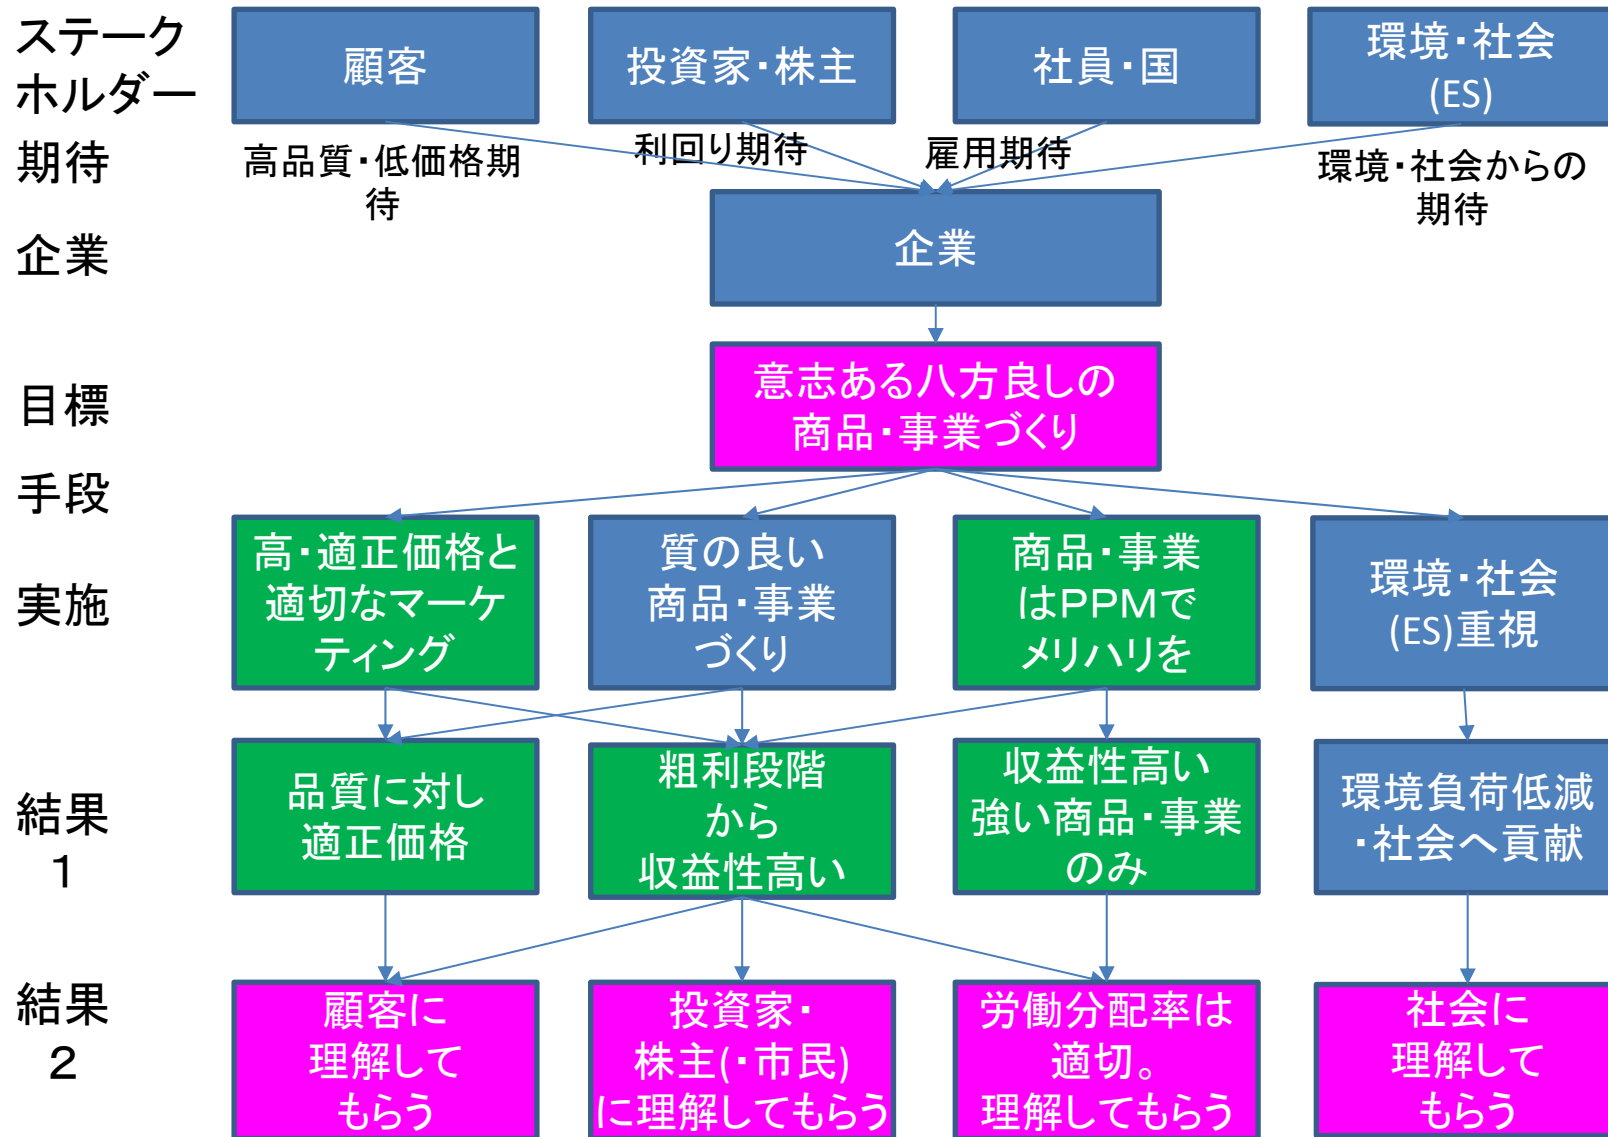 ステーク
ホルダー
顧客
投資家・株主
社員・国
環境・社会
(ES)
期待
高品質・低価格期
待
利回り期待
雇用期待
環境・社会からの
期待
企業
企業
目標
意志ある八方良しの
商品・事業づくり
手段
実施
高・適正価格と
適切なマーケ
ティング
質の良い
商品・事業
づくり
商品・事業
はPPMで
メリハリを
環境・社会
(ES)重視
結果
1
品質に対し
適正価格
粗利段階
から
収益性高い
収益性高い
強い商品・事業
のみ
環境負荷低減
・社会へ貢献
結果
2
顧客に
理解して
もらう
投資家・
株主(・市民)
に理解してもらう
労働分配率は
適切。
理解してもらう
社会に
理解して
もらう